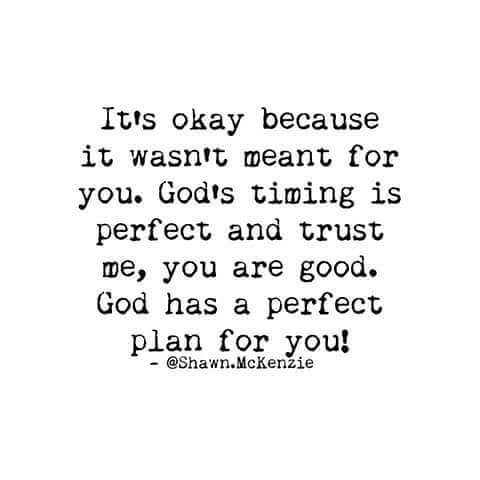 It's okay because
it wasn't meant for
you. God's timing is
perfect and trust
me, you are good.
God has a perfect
plan for you!
- @Shawn.McKenzie